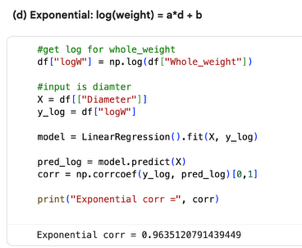 (d) Exponential: log(weight) = a*d + b
#get log for whole_weight
df["logW"] = np.log(df["Whole_weight"])
#input is diamter
X = df[["Diameter"]]
y_log = df["logW"]
model = LinearRegression().fit(X, y_log)
pred_log = model.predict(X)
corr = np.corrcoef(y_log, pred_log)[0,1]
print("Exponential corr =", corr)
Exponential corr = 0.9635120791439449